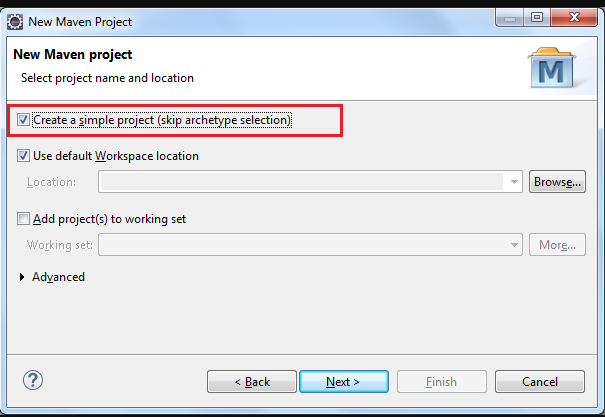 New Maven Project
New Maven project
Select project name and location
M
Create a simple project (skip archetype selection)
Use default Workspace location
Location:
Browse...
Add project(s) to working set
Working set:
More...
Advanced
?
< Back
Next >
Finish
Cancel